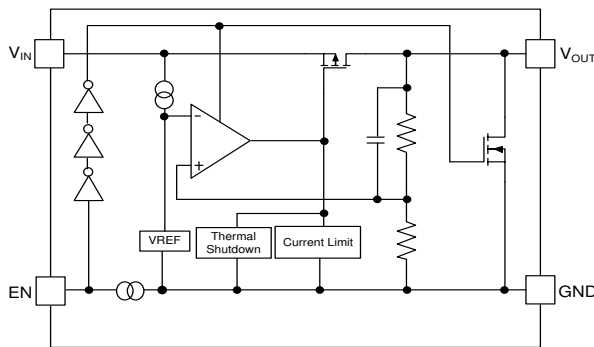 VIN
VOUT
−
+
VREF
Thermal
Shutdown
Current Limit
EN
GND